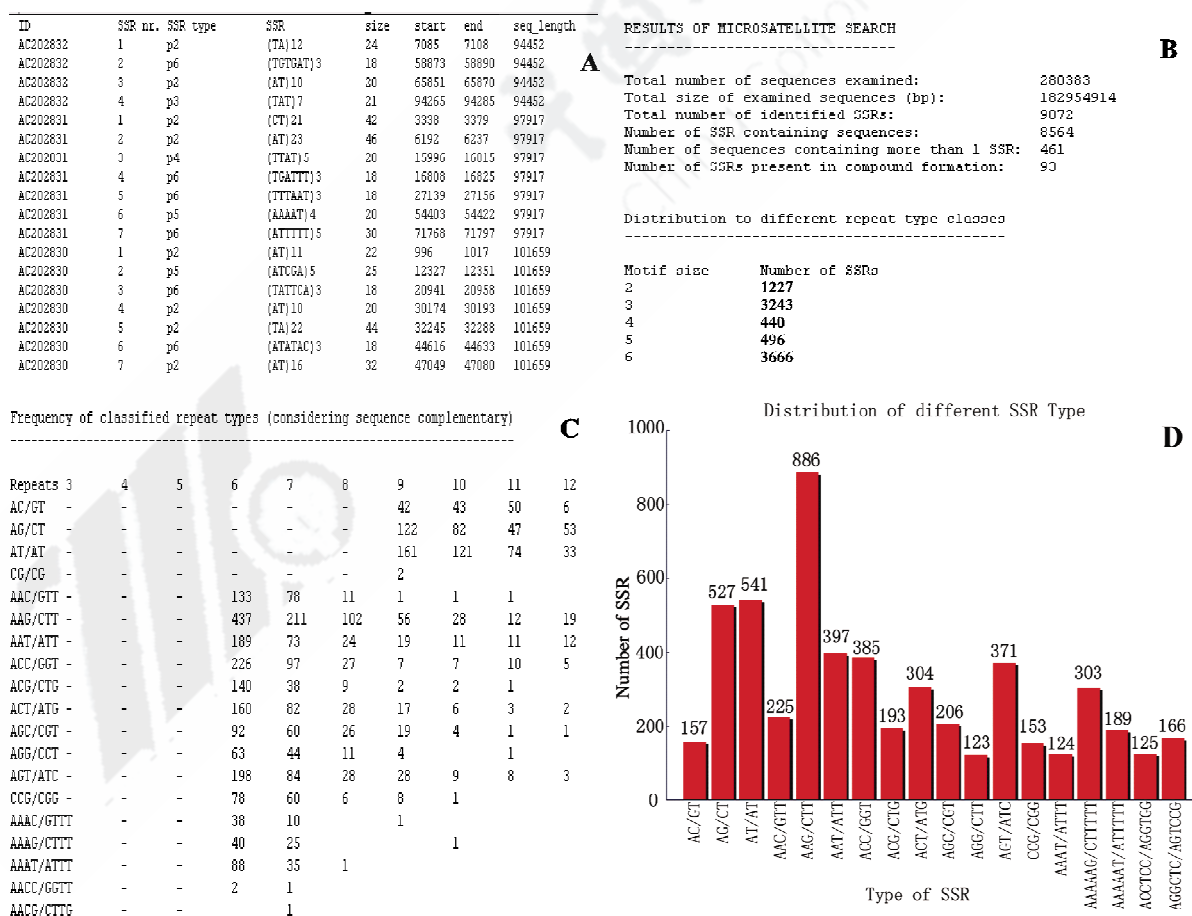 ID SSR nr. SSR type SSR size start end seq_length
AC202832 1 p2 (TA)12 24 7085 7108 94452
AC202832 2 p6 (TGTGAT)3 18 58873 58890 94452
AC202832 3 p2 (AT)10 20 65851 65870 94452
AC202832 4 p3 (TAT)7 21 94265 94285 94452
AC202831 1 p2 (CT)21 42 3338 3379 97917
AC202831 2 p2 (AT)23 46 6192 6237 97917
AC202831 3 p4 (TTAT)5 20 15996 16015 97917
AC202831 4 p6 (TGATTT)3 18 16808 16825 97917
AC202831 5 p6 (TTTAAT)3 18 27139 27156 97917
AC202831 6 p5 (AAAAT)4 20 54403 54422 97917
AC202831 7 p6 (ATTTTT)5 30 71768 71797 97917
AC202830 1 p2 (AT)11 22 996 1017 101659
AC202830 2 p5 (ATCGA)5 25 12327 12351 101659
AC202830 3 p6 (TATTCA)3 18 20941 20958 101659
AC202830 4 p2 (AT)10 20 30174 30193 101659
AC202830 5 p2 (TA)22 44 32245 32288 101659
AC202830 6 p6 (ATATAC)3 18 44616 44633 101659
AC202830 7 p2 (AT)16 32 47049 47080 101659
A
RESULTS OF MICROSATELLITE SEARCH
B
Total number of sequences examined: 280383
Total size of examined sequences (bp): 182954914
Total number of identified SSRs: 9072
Number of SSR containing sequences: 8564
Number of sequences containing more than 1 SSR: 461
Number of SSRs present in compound formation: 93
Distribution to different repeat type classes
Motif size Number of SSRs
2 1227
3 3243
4 440
5 496
6 3666
Frequency of classified repeat types (considering sequence complementary)
C
Repeats 3 4 5 6 7 8 9 10 11 12
AC/GT - - - - - - 42 43 50 6
AG/CT - - - - - - 122 82 47 53
AT/AT - - - - - - 161 121 74 33
CG/CG - - - - - - 2
AAC/GTT - - - 133 78 11 1 1 1
AAG/CTT - - - 437 211 102 56 28 12 19
AAT/ATT - - - 189 73 24 19 11 11 12
ACC/GGT - - - 226 97 27 7 7 10 5
ACG/CTG - - - 140 38 9 2 2 1
ACT/ATG - - - 160 82 28 17 6 3 2
AGC/CGT - - - 92 60 26 19 4 1 1
AGG/CCT - - - 63 44 11 4 1
AGT/ATC - - - 198 84 28 28 9 8 3
CCG/CGG - - - 78 60 6 8 1
AAAC/GTTT - - 38 10 1
AAAG/CTTT - - 40 25 1
AAAT/ATTT - - 88 35 1
AACC/GGTT - - 2 1
AACG/CTTG - - 1
Distribution of different SSR Type
D
Number of SSR
1000
800
600
400
200
0
157 527 541 225 886 397 385 193 304 206 123 371 153 124 303 189 125 166
AC/GT
AG/CT
AT/AT
AAC/GTT
AAG/CTT
AAT/ATT
ACC/GGT
ACG/CTG
ACT/ATG
AGC/CGT
AGG/CTT
AGT/ATC
CCG/CGG
AAAT/ATTT
AAAAAG/CTTTTT
AAAAAT/ATTTTT
ACCTCC/AGGTGG
AGGCTC/AGTCCG
Type of SSR